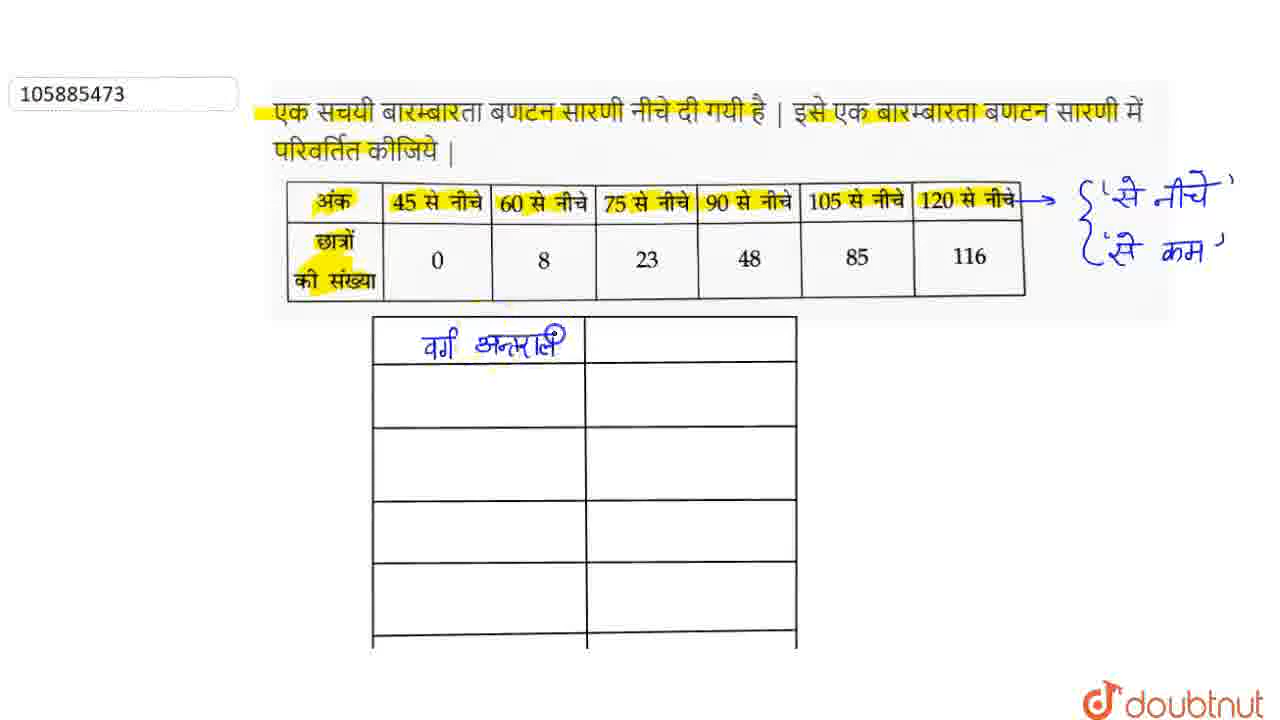 105885473
एक सचयी बारम्बारता बणटन सारणी नीचे दी गयी है | इसे एक बारम्बारता बणटन सारणी में
परिवर्तित कीजिये |
अंक 45 से नीचे 60 से नीचे 75 से नीचे 90 से नीचे 105 से नीचे 120 से नीचे
छात्रों
की संख्या 0 8 23 48 85 116
'से नीचे'
'से कम'
वर्ग अन्तराल
doubtnut